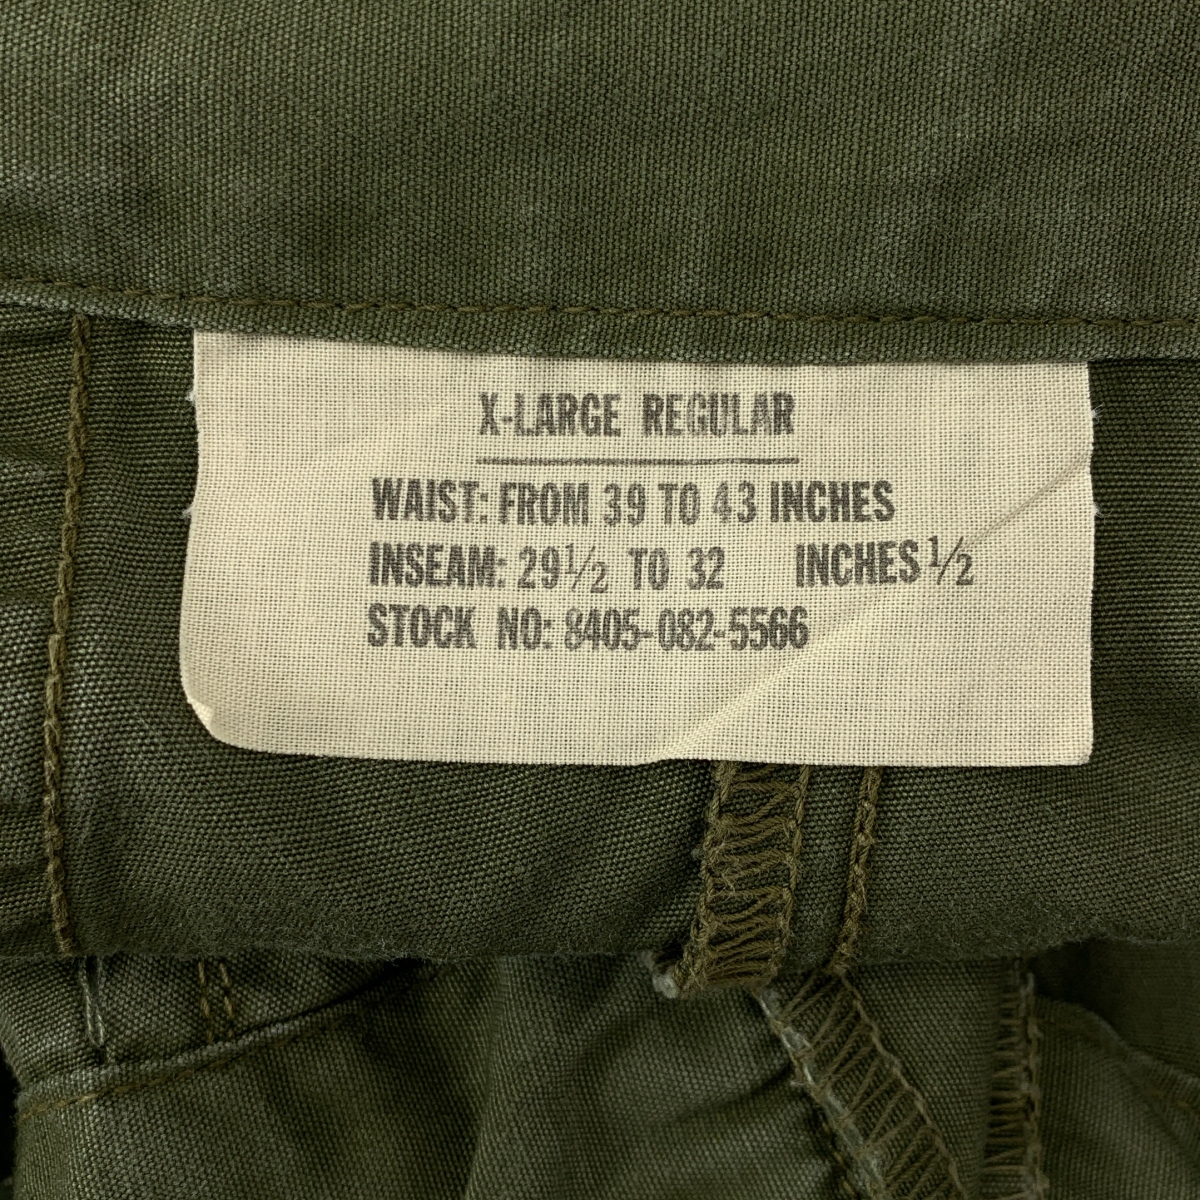 X-LARGE REGULAR
WAIST: FROM 39 TO 43 INCHES
INSEAM: 29½ TO 32 INCHES ½
STOCK NO: 8405-082-5566